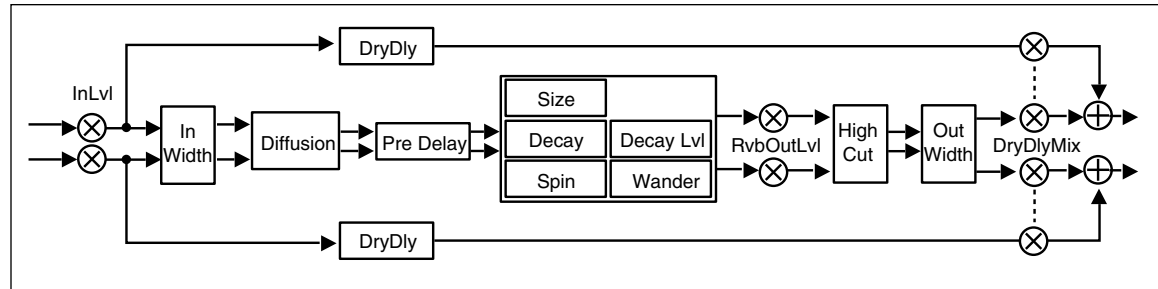 DryDly
InLvl
In
Width
Diffusion
Pre Delay
Size
Decay
Decay Lvl
Spin
Wander
RvbOutLvl
High
Cut
Out
Width
DryDlyMix
DryDly